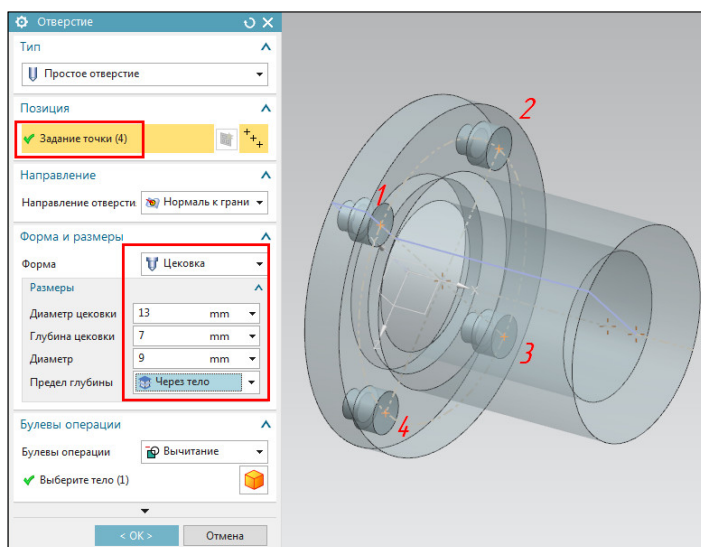 Отверстие
Тип
Простое отверстие
Позиция
Задание точки (4)
Направление
Направление отверсти Нормаль к грани
Форма и размеры
Форма Цековка
Размеры
Диаметр цековки 13 mm
Глубина цековки 7 mm
Диаметр 9 mm
Предел глубины Через тело
Булевы операции
Булевы операции Вычитание
Выберите тело (1)
< OK > Отмена
2
1
3
4